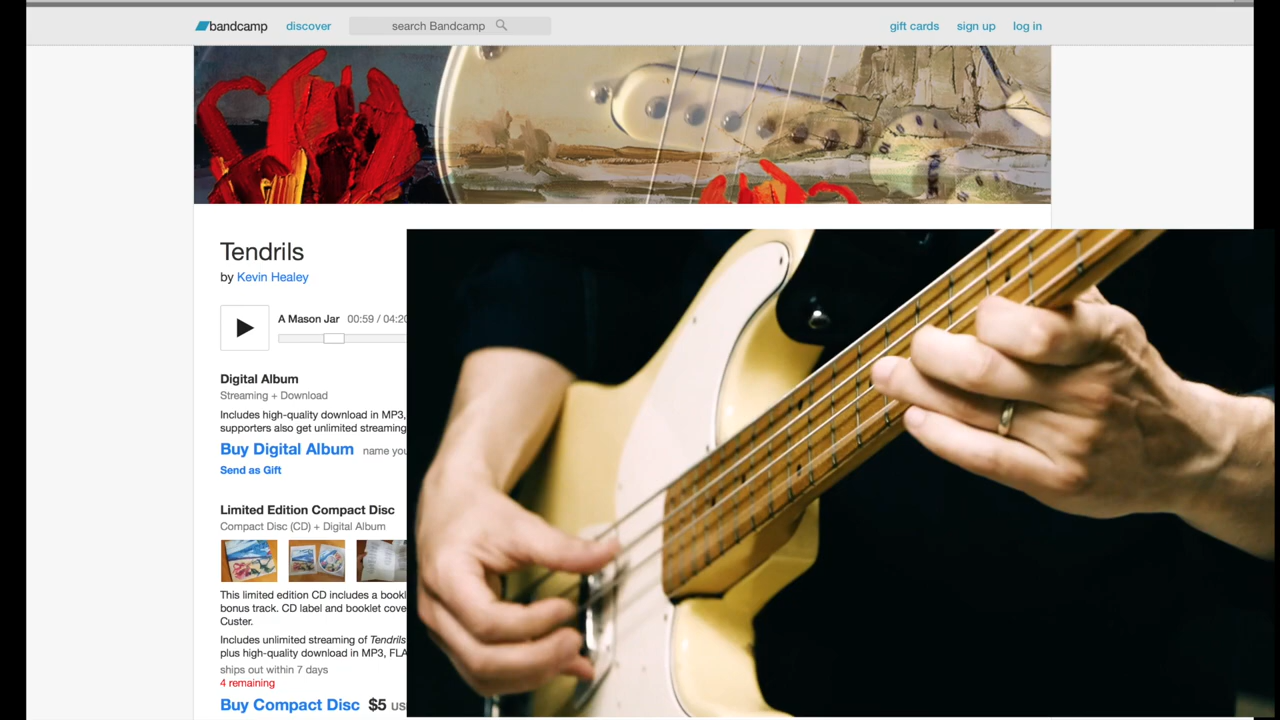 bandcamp discover search Bandcamp gift cards sign up log in
Tendrils
by Kevin Healey
A Mason Jar 00:59 / 04:20
Digital Album
Streaming + Download
Includes high-quality download in MP3,
supporters also get unlimited streaming
Buy Digital Album name you
Send as Gift
Limited Edition Compact Disc
Compact Disc (CD) + Digital Album
This limited edition CD includes a bookl
bonus track. CD label and booklet cove
Custer.
Includes unlimited streaming of Tendrils
plus high-quality download in MP3, FLA
ships out within 7 days
4 remaining
Buy Compact Disc $5 US